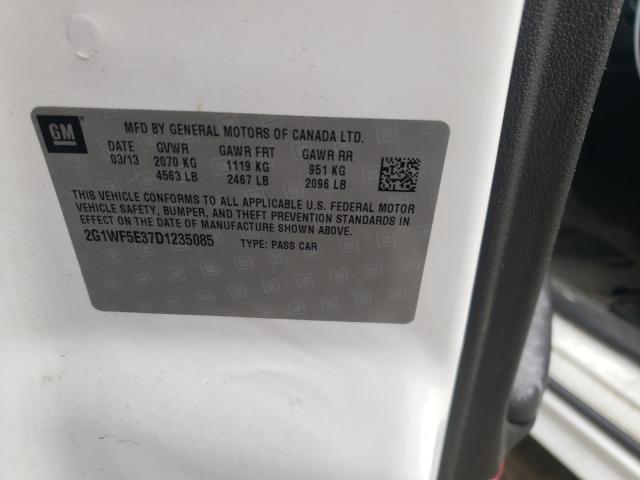 GM
MFD BY GENERAL MOTORS OF CANADA LTD.
DATE GVWR GAWR FRT GAWR RR
03/13 2070 KG 1119 KG 951 KG
4563 LB 2467 LB 2096 LB
THIS VEHICLE CONFORMS TO ALL APPLICABLE U.S. FEDERAL MOTOR
VEHICLE SAFETY, BUMPER, AND THEFT PREVENTION STANDARDS IN
EFFECT ON THE DATE OF MANUFACTURE SHOWN ABOVE.
2G1WF5E37D1235085 TYPE: PASS CAR